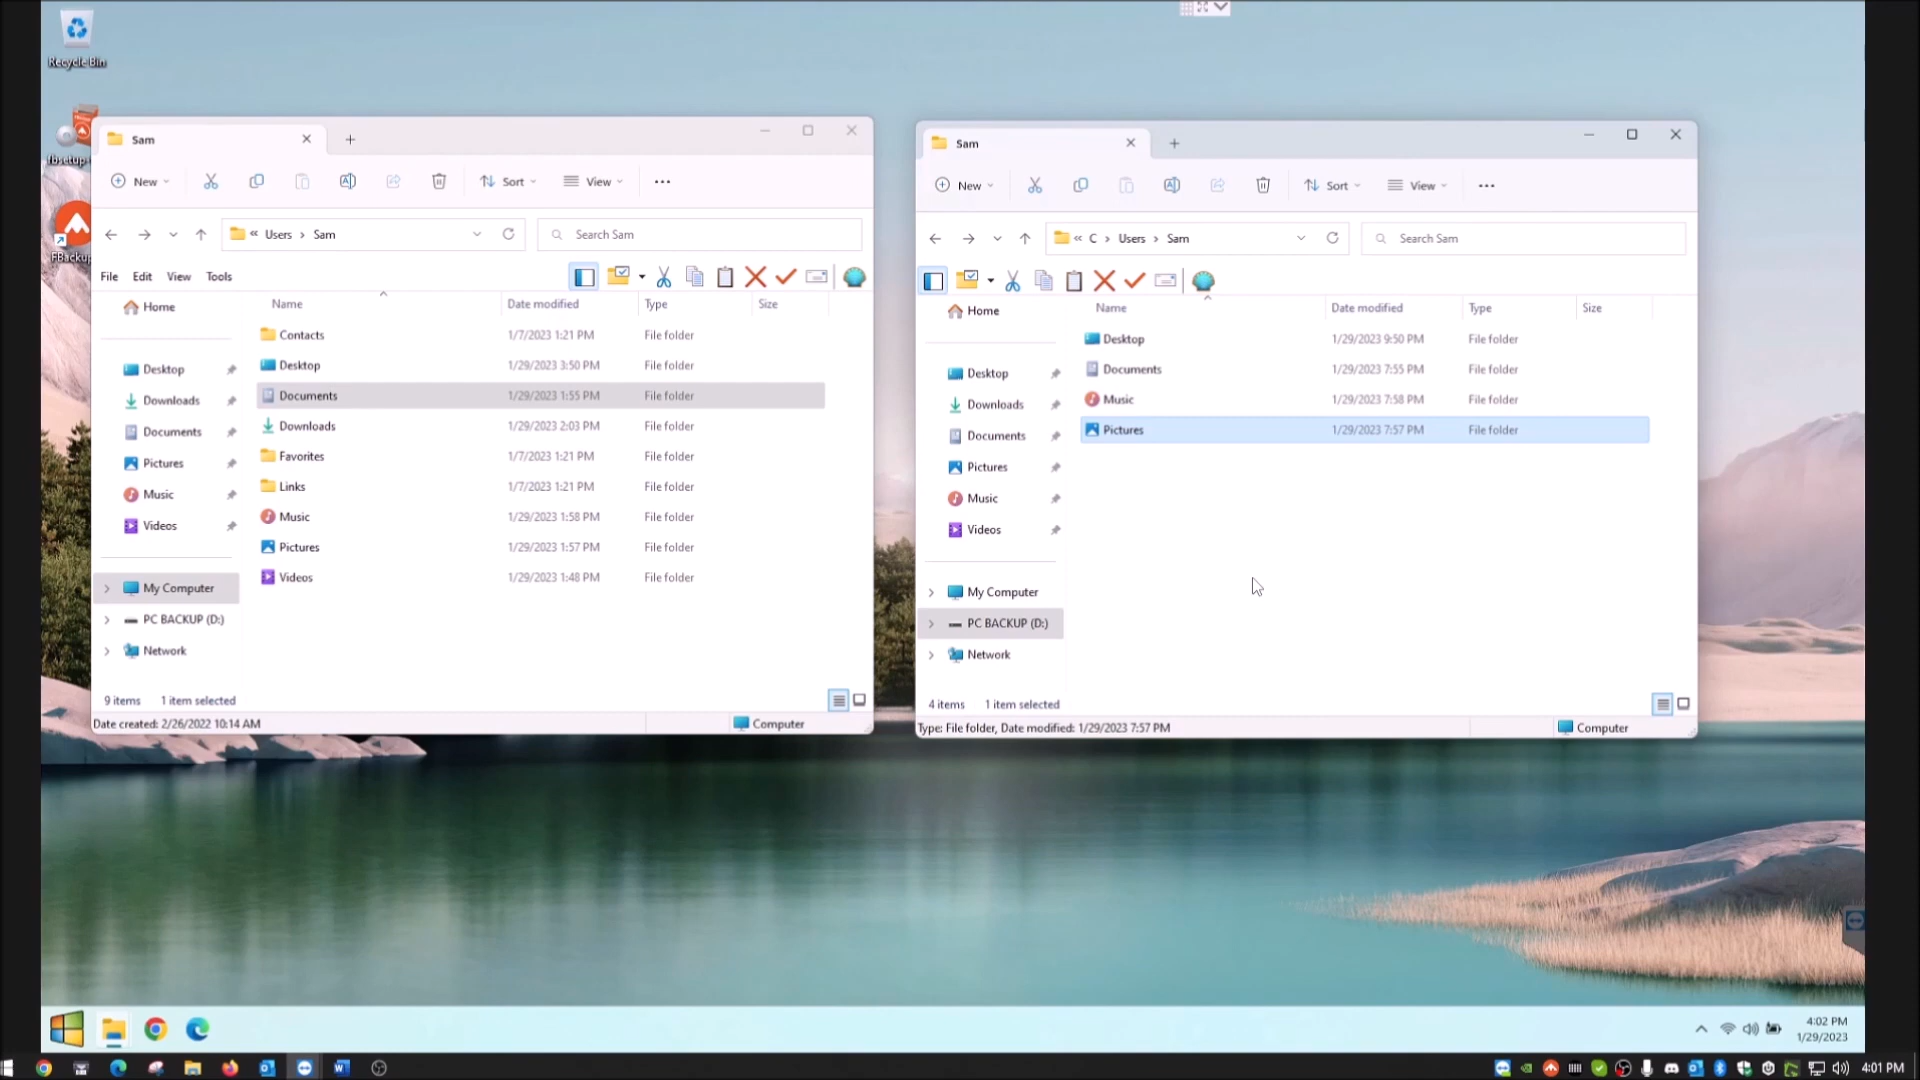 Recycle Bin
fbsetup-
FBackup
Sam
New
Sort
View
Users
Sam
Search Sam
File
Edit
View
Tools
Name
Date modified
Type
Size
Home
Desktop
Downloads
Documents
Pictures
Music
Videos
My Computer
PC BACKUP (D:)
Network
Contacts 1/7/2023 1:21 PM File folder
Desktop 1/29/2023 3:50 PM File folder
Documents 1/29/2023 1:55 PM File folder
Downloads 1/29/2023 2:03 PM File folder
Favorites 1/7/2023 1:21 PM File folder
Links 1/7/2023 1:21 PM File folder
Music 1/29/2023 1:58 PM File folder
Pictures 1/29/2023 1:57 PM File folder
Videos 1/29/2023 1:48 PM File folder
9 items
1 item selected
Date created: 2/26/2022 10:14 AM
Computer
Sam
New
Sort
View
C
Users
Sam
Search Sam
Name
Date modified
Type
Size
Home
Desktop
Downloads
Documents
Pictures
Music
Videos
My Computer
PC BACKUP (D:)
Network
Desktop 1/29/2023 9:50 PM File folder
Documents 1/29/2023 7:55 PM File folder
Music 1/29/2023 7:58 PM File folder
Pictures 1/29/2023 7:57 PM File folder
4 items
1 item selected
Type: File folder, Date modified: 1/29/2023 7:57 PM
Computer
4:02 PM
1/29/2023
4:01 PM